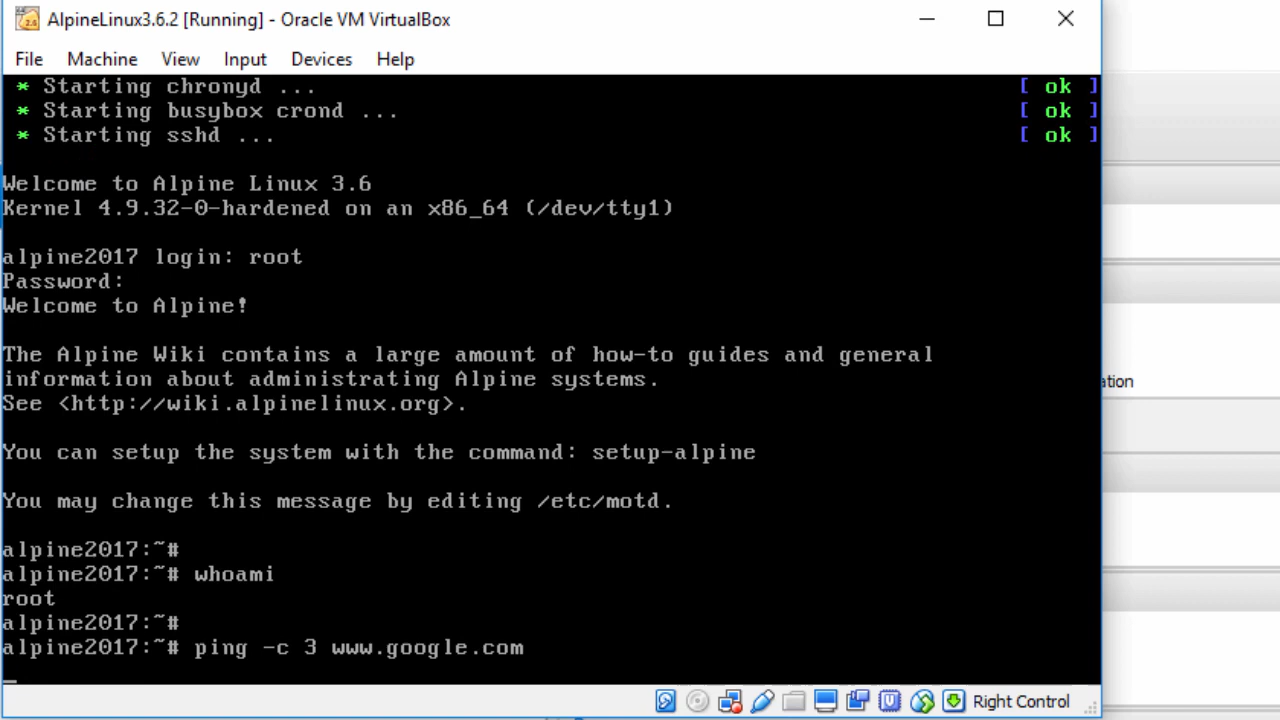 AlpineLinux3.6.2 [Running] - Oracle VM VirtualBox
File Machine View Input Devices Help
* Starting chronyd ... [ ok ]
* Starting busybox crond ... [ ok ]
* Starting sshd ... [ ok ]
Welcome to Alpine Linux 3.6
Kernel 4.9.32-0-hardened on an x86_64 (/dev/tty1)
alpine2017 login: root
Password:
Welcome to Alpine!
The Alpine Wiki contains a large amount of how-to guides and general
information about administrating Alpine systems.
See <http://wiki.alpinelinux.org>.
You can setup the system with the command: setup-alpine
You may change this message by editing /etc/motd.
alpine2017:~#
alpine2017:~# whoami
root
alpine2017:~#
alpine2017:~# ping -c 3 www.google.com
Right Control